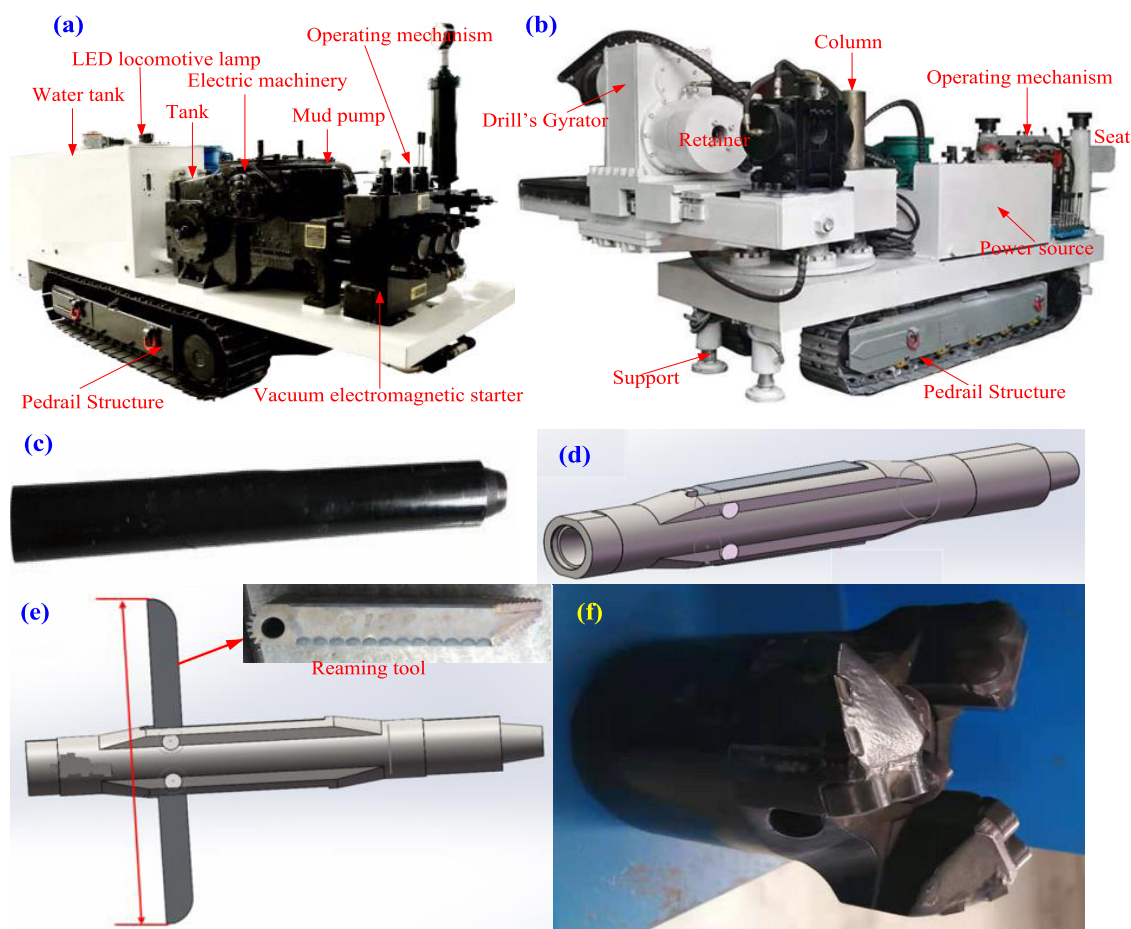 (a)
Operating mechanism
LED locomotive lamp
Electric machinery
Water tank
Tank
Mud pump
Pedrail Structure
Vacuum electromagnetic starter
(b)
Column
Operating mechanism
Drill's Gyrator
Retainer
Seat
Power source
Support
Pedrail Structure
(c)
(d)
(e)
Reaming tool
(f)